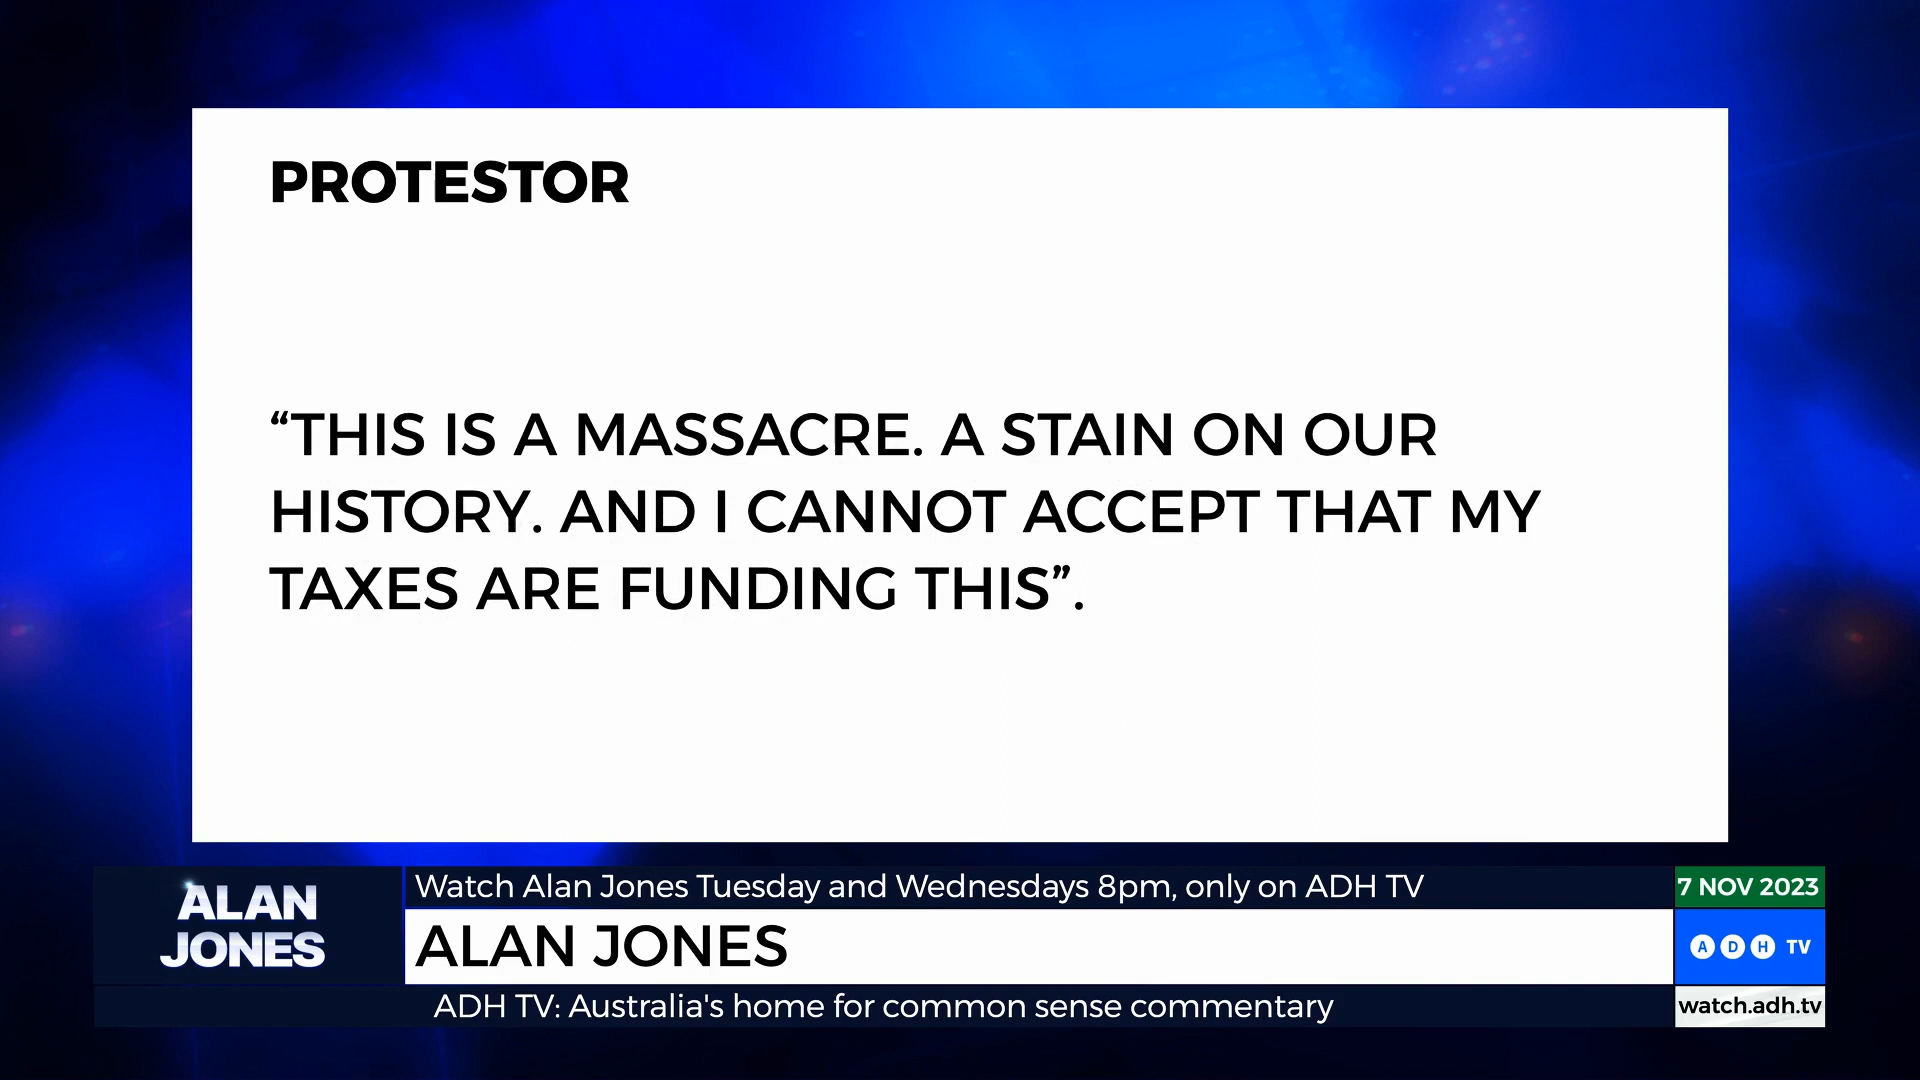 PROTESTOR
“THIS IS A MASSACRE. A STAIN ON OUR
HISTORY. AND I CANNOT ACCEPT THAT MY
TAXES ARE FUNDING THIS”.
ALAN
JONES
Watch Alan Jones Tuesday and Wednesdays 8pm, only on ADH TV
ALAN JONES
ADH TV: Australia's home for common sense commentary
7 NOV 2023
A D H TV
watch.adh.tv